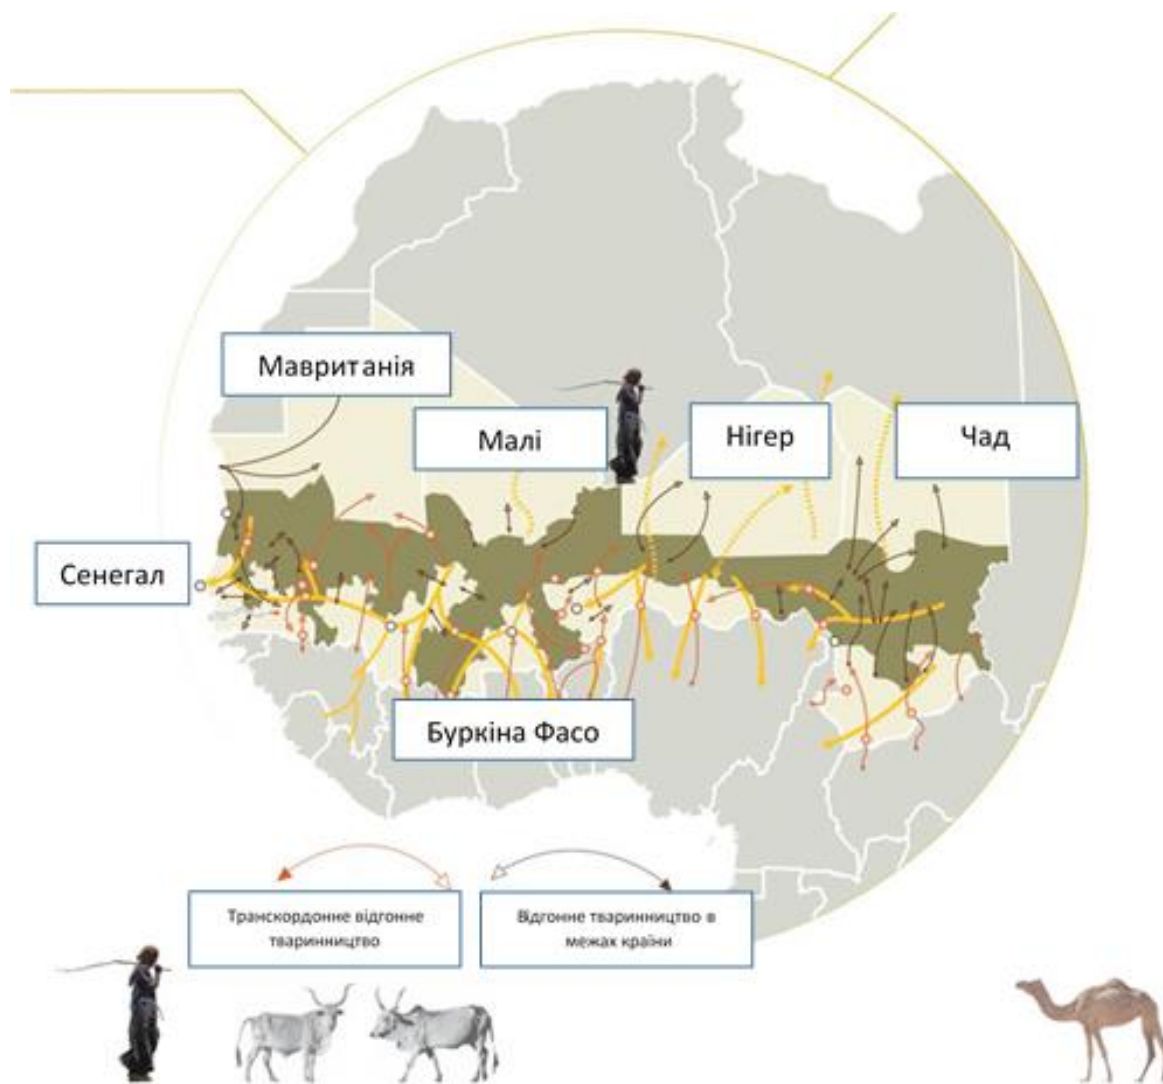 Мавританія
Малі
Нігер
Чад
Сенегал
Буркіна Фасо
Транскордонне відгонне
тваринництво
Відгонне тваринництво в
межах країни